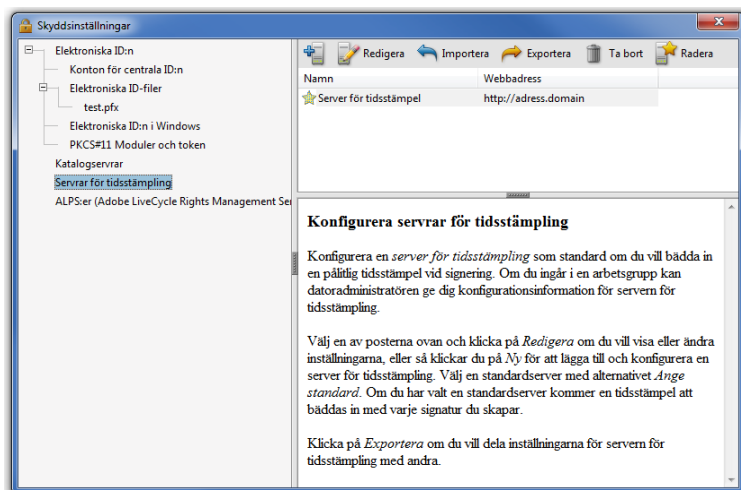 Skyddsinställningar
Elektroniska ID:n
Konton för centrala ID:n
Elektroniska ID-filer
test.pfx
Elektroniska ID:n i Windows
PKCS#11 Moduler och token
Katalogservrar
Servrar för tidsstämpling
ALPS:er (Adobe LiveCycle Rights Management Ser
Redigera Importera Exportera Ta bort Radera
Namn Webbadress
Server för tidsstämpel http://adress.domain
Konfigurera servrar för tidsstämpling
Konfigurera en server för tidsstämpling som standard om du vill bädda in
en pålitlig tidsstämpel vid signering. Om du ingår i en arbetsgrupp kan
datoradministratören ge dig konfigurationsinformation för servern för
tidsstämpling.
Välj en av posterna ovan och klicka på Redigera om du vill visa eller ändra
inställningarna, eller så klickar du på Ny för att lägga till och konfigurera en
server för tidsstämpling. Välj en standardserver med alternativet Ange
standard. Om du har valt en standardserver kommer en tidsstämpel att
bäddas in med varje signatur du skapar.
Klicka på Exportera om du vill dela inställningarna för servern för
tidsstämpling med andra.